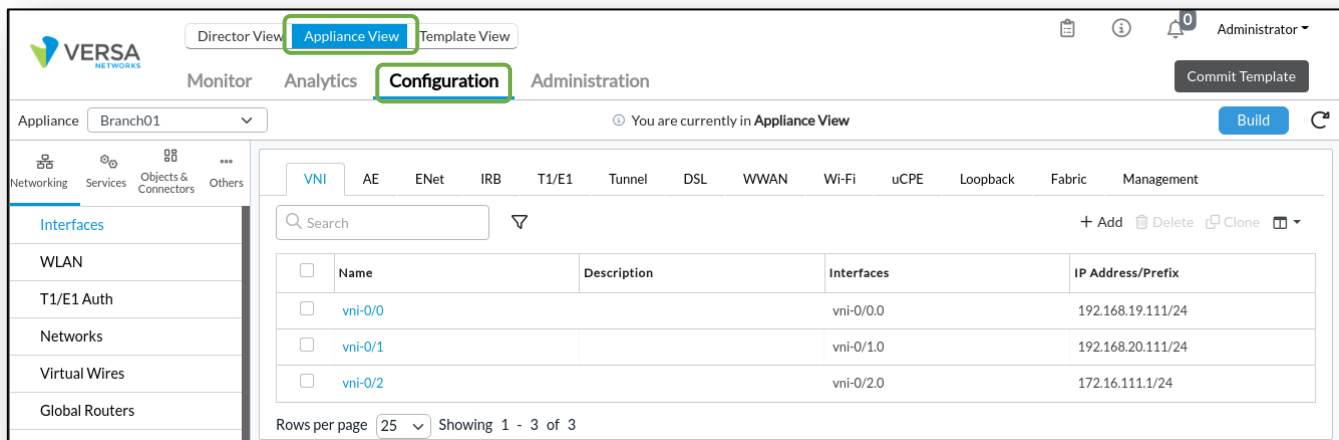 VERSA
NETWORKS
Director View Appliance View Template View
0
Administrator
Monitor Analytics Configuration Administration
Commit Template
Appliance Branch01
You are currently in Appliance View
Build
Networking Services Objects & Connectors Others
VNI AE ENet IRB T1/E1 Tunnel DSL WWAN Wi-Fi uCPE Loopback Fabric Management
Interfaces
Search
+ Add Delete Clone
WLAN
Name Description Interfaces IP Address/Prefix
T1/E1 Auth
vni-0/0 vni-0/0.0 192.168.19.111/24
Networks
vni-0/1 vni-0/1.0 192.168.20.111/24
Virtual Wires
vni-0/2 vni-0/2.0 172.16.111.1/24
Global Routers
Rows per page 25 Showing 1 - 3 of 3